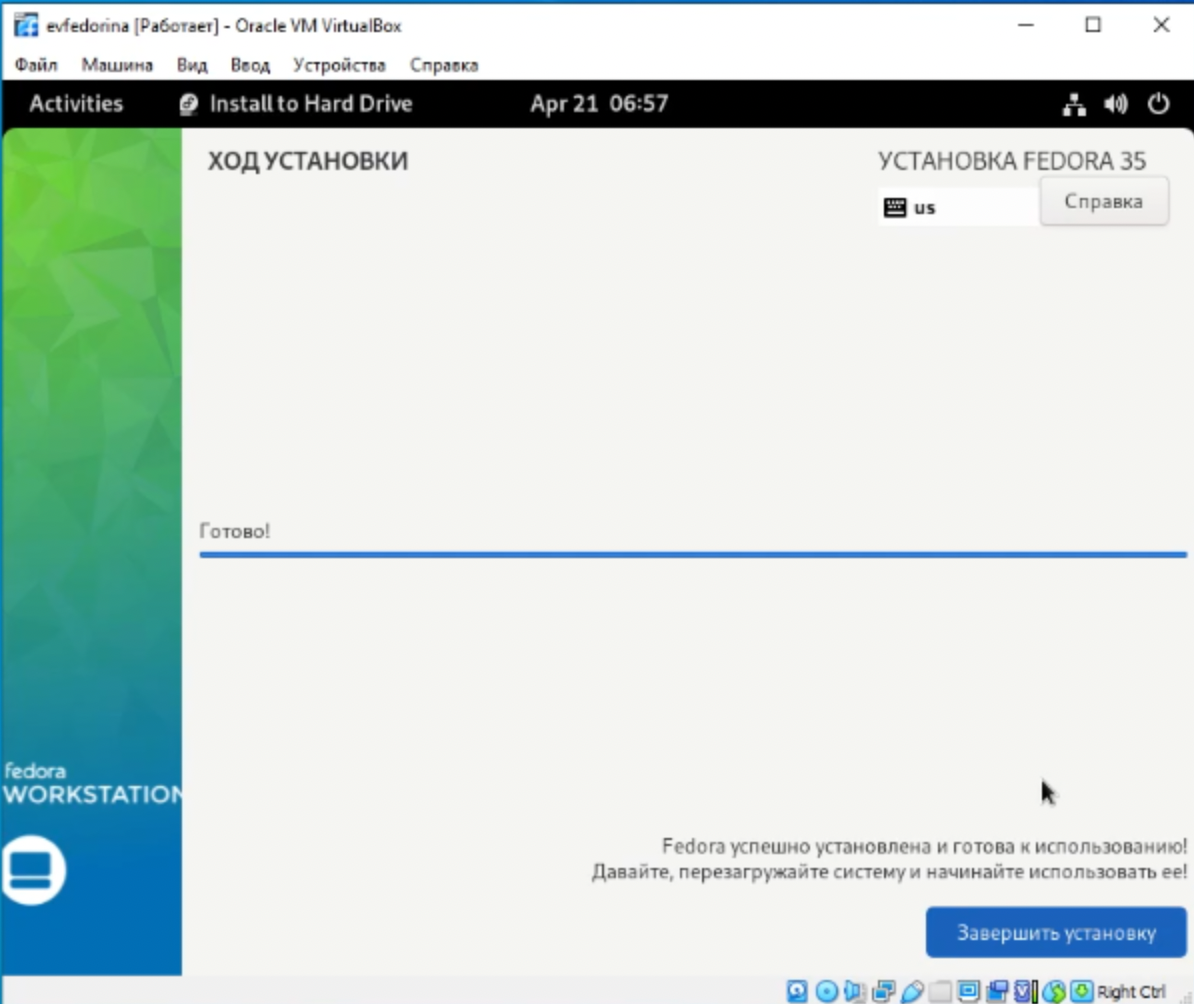 evfedorina [Работает] - Oracle VM VirtualBox
Файл Машина Вид Ввод Устройства Справка
Activities Install to Hard Drive Apr 21 06:57
ХОД УСТАНОВКИ
УСТАНОВКА FEDORA 35
us
Справка
Готово!
fedora
WORKSTATION
Fedora успешно установлена и готова к использованию!
Давайте, перезагружайте систему и начинайте использовать ее!
Завершить установку
Right Ctrl